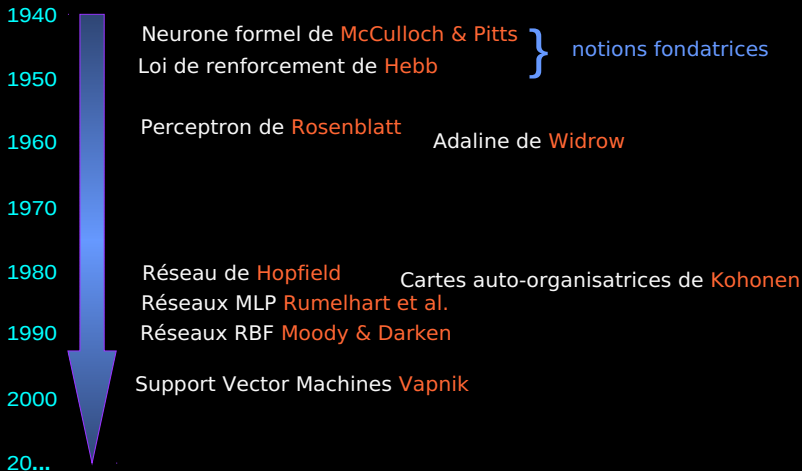 1940
Neurone formel de McCulloch & Pitts
} notions fondatrices
Loi de renforcement de Hebb
1950
Perceptron de Rosenblatt
1960
Adaline de Widrow
1970
1980
Réseau de Hopfield
Cartes auto-organisatrices de Kohonen
Réseaux MLP Rumelhart et al.
1990
Réseaux RBF Moody & Darken
Support Vector Machines Vapnik
2000
20...